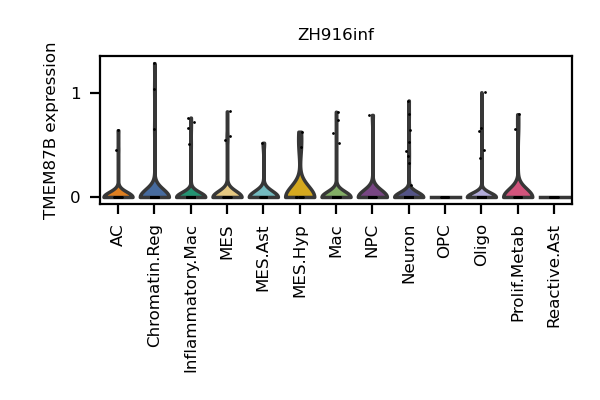 ZH916inf
TMEM87B expression
1
0
AC
Chromatin.Reg
Inflammatory.Mac
MES
MES.Ast
MES.Hyp
Mac
NPC
Neuron
OPC
Oligo
Prolif.Metab
Reactive.Ast